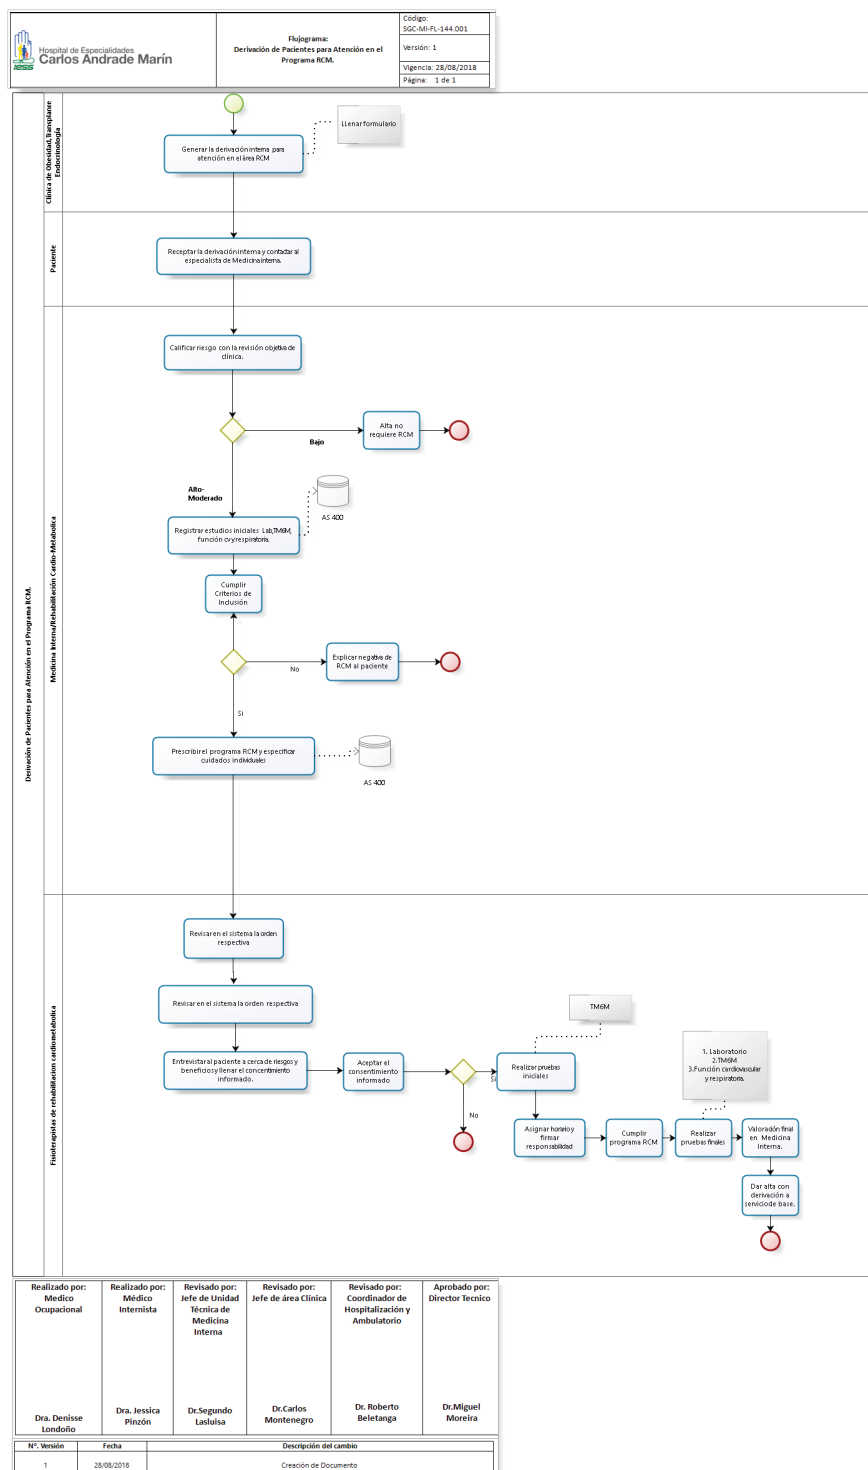 Hospital de Especialidades
Carlos Andrade Marín
IESS
Flujograma:
Derivación de Pacientes para Atención en el
Programa RCM.
Código:
SGC-MI-FL-144.001
Versión: 1
Vigencia: 28/08/2018
Página: 1 de 1
Derivación de Pacientes para Atención en el Programa RCM.
Clinica de Obesidad,Transplante
Endocrinología
LLenar formulario
Generar la derivación interna para
atención en el área RCM
Paciente
Receptar la derivación interna y contactar al
especialista de Medicina interna.
Medicina Interna/Rehabilitación Cardio-Metabolica
Calificar riesgo con la revisión objetiva de
clínica.
Alta no
requiere RCM
Bajo
Alto-
Moderado
AS 400
Registrar estudios iniciales Lab,TM6M,
función cv y respiratoria.
Cumplir
Criterios de
Inclusión
Explicar negativa de
RCM al paciente
No
Si
Prescribir el programa RCM y especificar
cuidados individuales
AS 400
Fisioterapistas de rehabilitacion cardiometabolica
Revisar en el sistema la orden
respectiva
Revisar en el sistema la orden respectiva
Entrevistar al paciente a cerca de riesgos y
beneficios y llenar el concentimiento
informado.
Aceptar el
consentimiento
informado
Si
No
TM6M
Realizar pruebas
iniciales
1. Laboratorio
2.TM6M
3.Función cardiovascular
y respiratoria.
Asignar horario y
firmar
responsabilidad
Cumplir
programa RCM
Realizar
pruebas finales
Valoración final
en Medicina
Interna.
Dar alta con
derivación a
servicio de base.
Realizado por:
Medico
Ocupacional
Dra. Denisse
Londoño
Realizado por:
Médico
Internista
Dra. Jessica
Pinzón
Revisado por:
Jefe de Unidad
Técnica de
Medicina
Interna
Dr.Segundo
Lasluisa
Revisado por:
Jefe de área Clínica
Dr.Carlos
Montenegro
Revisado por:
Coordinador de
Hospitalización y
Ambulatorio
Dr. Roberto
Beletanga
Aprobado por:
Director Tecnico
Dr.Miguel
Moreira
N°. Versión Fecha Descripción del cambio
1 28/08/2018 Creación de Documento